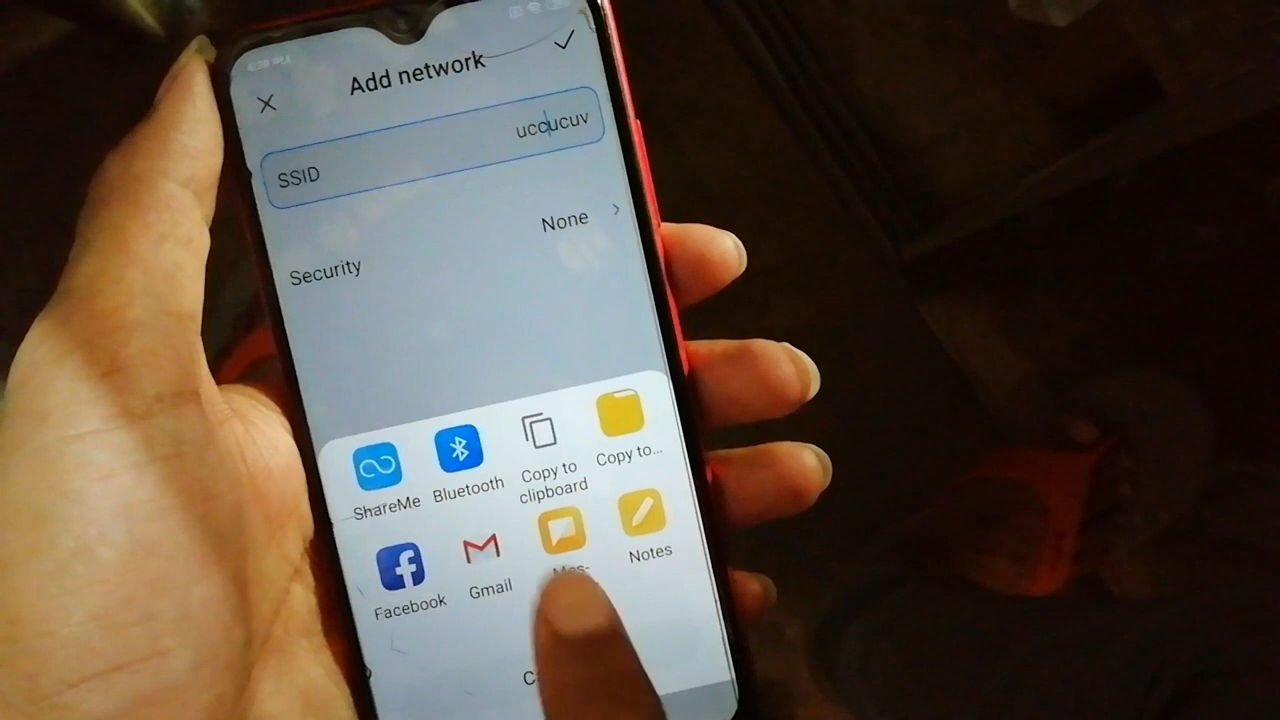 Add network
SSID uccucuv
Security None
ShareMe Bluetooth Copy to clipboard Copy to...
Facebook Gmail Notes